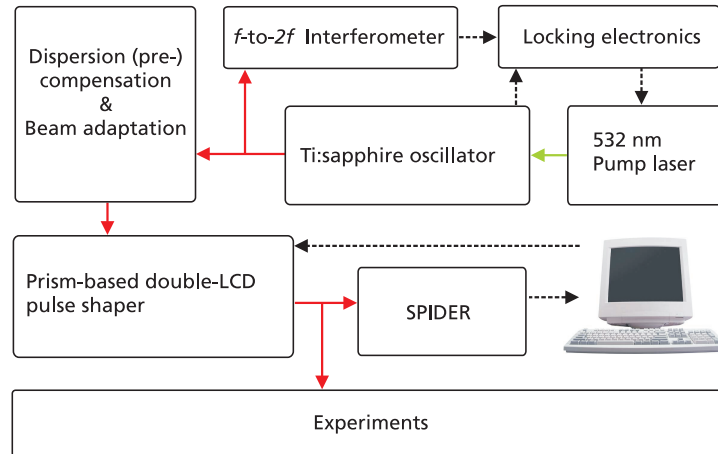 Dispersion (pre-)
compensation
&
Beam adaptation
f-to-2f Interferometer
Locking electronics
Ti:sapphire oscillator
532 nm
Pump laser
Prism-based double-LCD
pulse shaper
SPIDER
Experiments